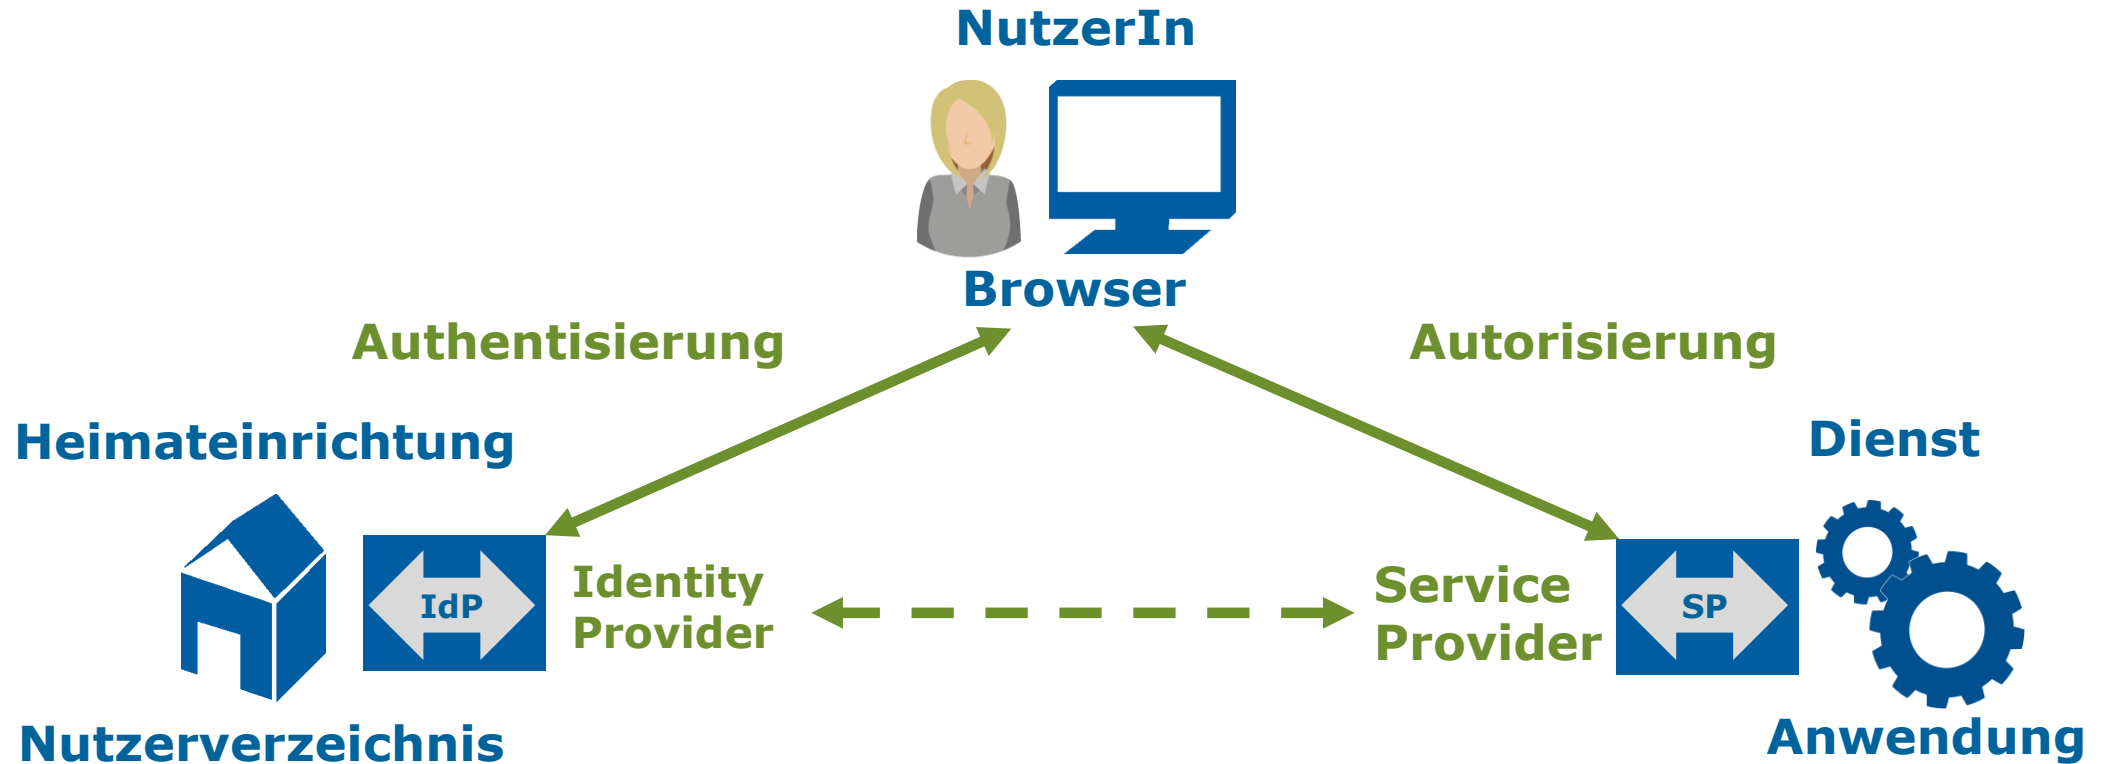 NutzerIn
Browser
Authentisierung
Autorisierung
Heimateinrichtung
Dienst
IdP
Identity
Provider
Service
Provider
SP
Nutzerverzeichnis
Anwendung